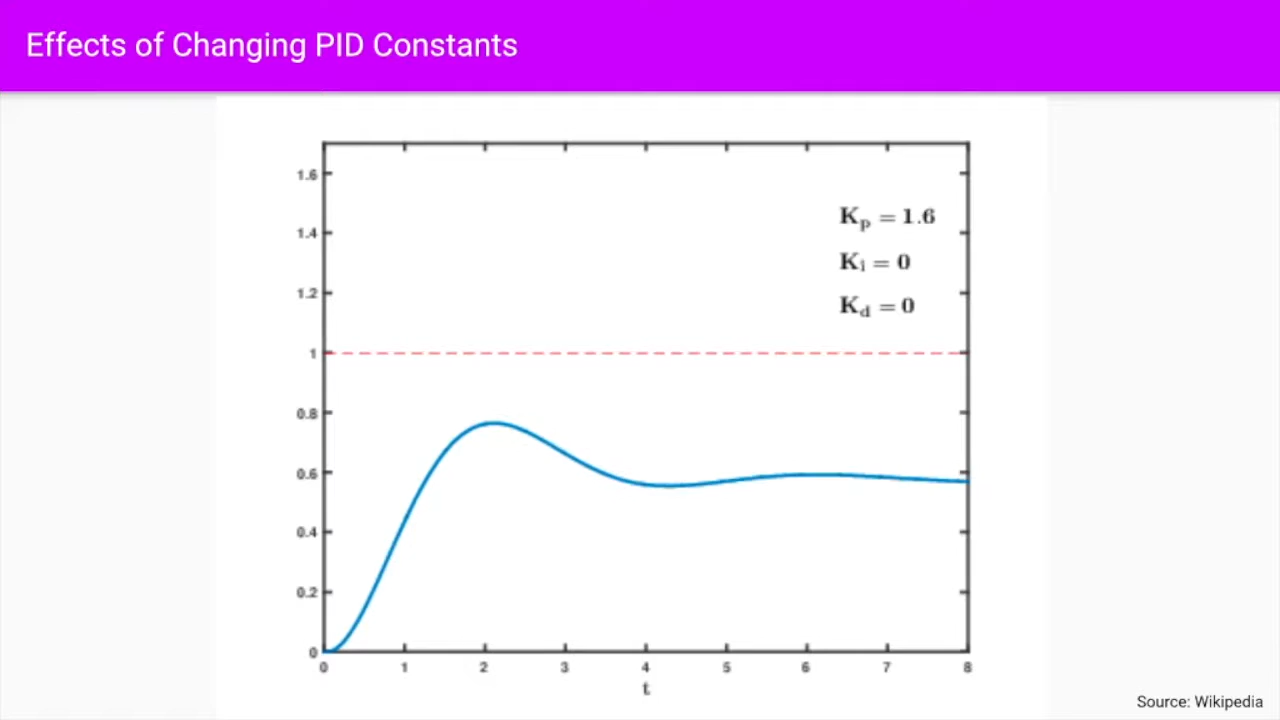 Effects of Changing PID Constants
1.6
1.4
1.2
1
0.8
0.6
0.4
0.2
0
Kp = 1.6
Ki = 0
Kd = 0
0 1 2 3 4 5 6 7 8
t
Source: Wikipedia